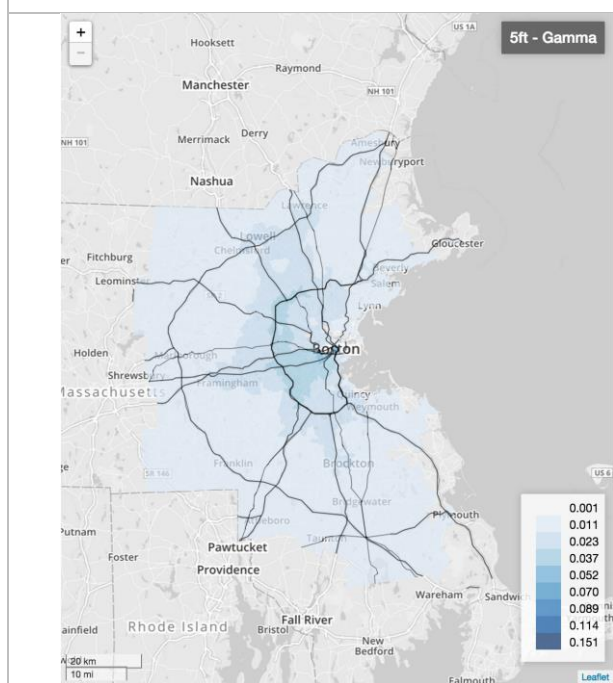 +
−
5ft - Gamma
US 1A
Hooksett
Raymond
Manchester
NH 101
Merrimack
Derry
NH 101
Amesbury
Newburyport
Nashua
Lawrence
Lowell
Chelmsford
Gloucester
Fitchburg
Beverly
Leominster
Salem
Lynn
Holden
Boston
Marlborough
Shrewsbury
Framingham
Massachusetts
Quincy
Weymouth
Franklin
Brockton
SR 146
US 6
Bridgewater
Plymouth
Attleboro
Putnam
Taunton
Pawtucket
Foster
Providence
Wareham
Sandwich
Fall River
Rhode Island
Bristol
New
Bedford
Falmouth
0.001
0.011
0.023
0.037
0.052
0.070
0.089
0.114
0.151
20 km
10 mi
Leaflet